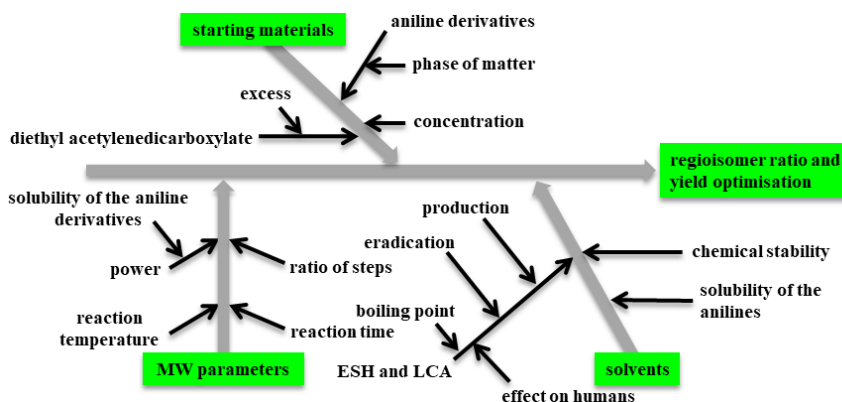 starting materials
aniline derivatives
phase of matter
excess
concentration
diethyl acetylenedicarboxylate
regioisomer ratio and
yield optimisation
solubility of the aniline
derivatives
power
ratio of steps
reaction
temperature
reaction time
MW parameters
production
eradication
boiling point
ESH and LCA
effect on humans
chemical stability
solubility of the
anilines
solvents